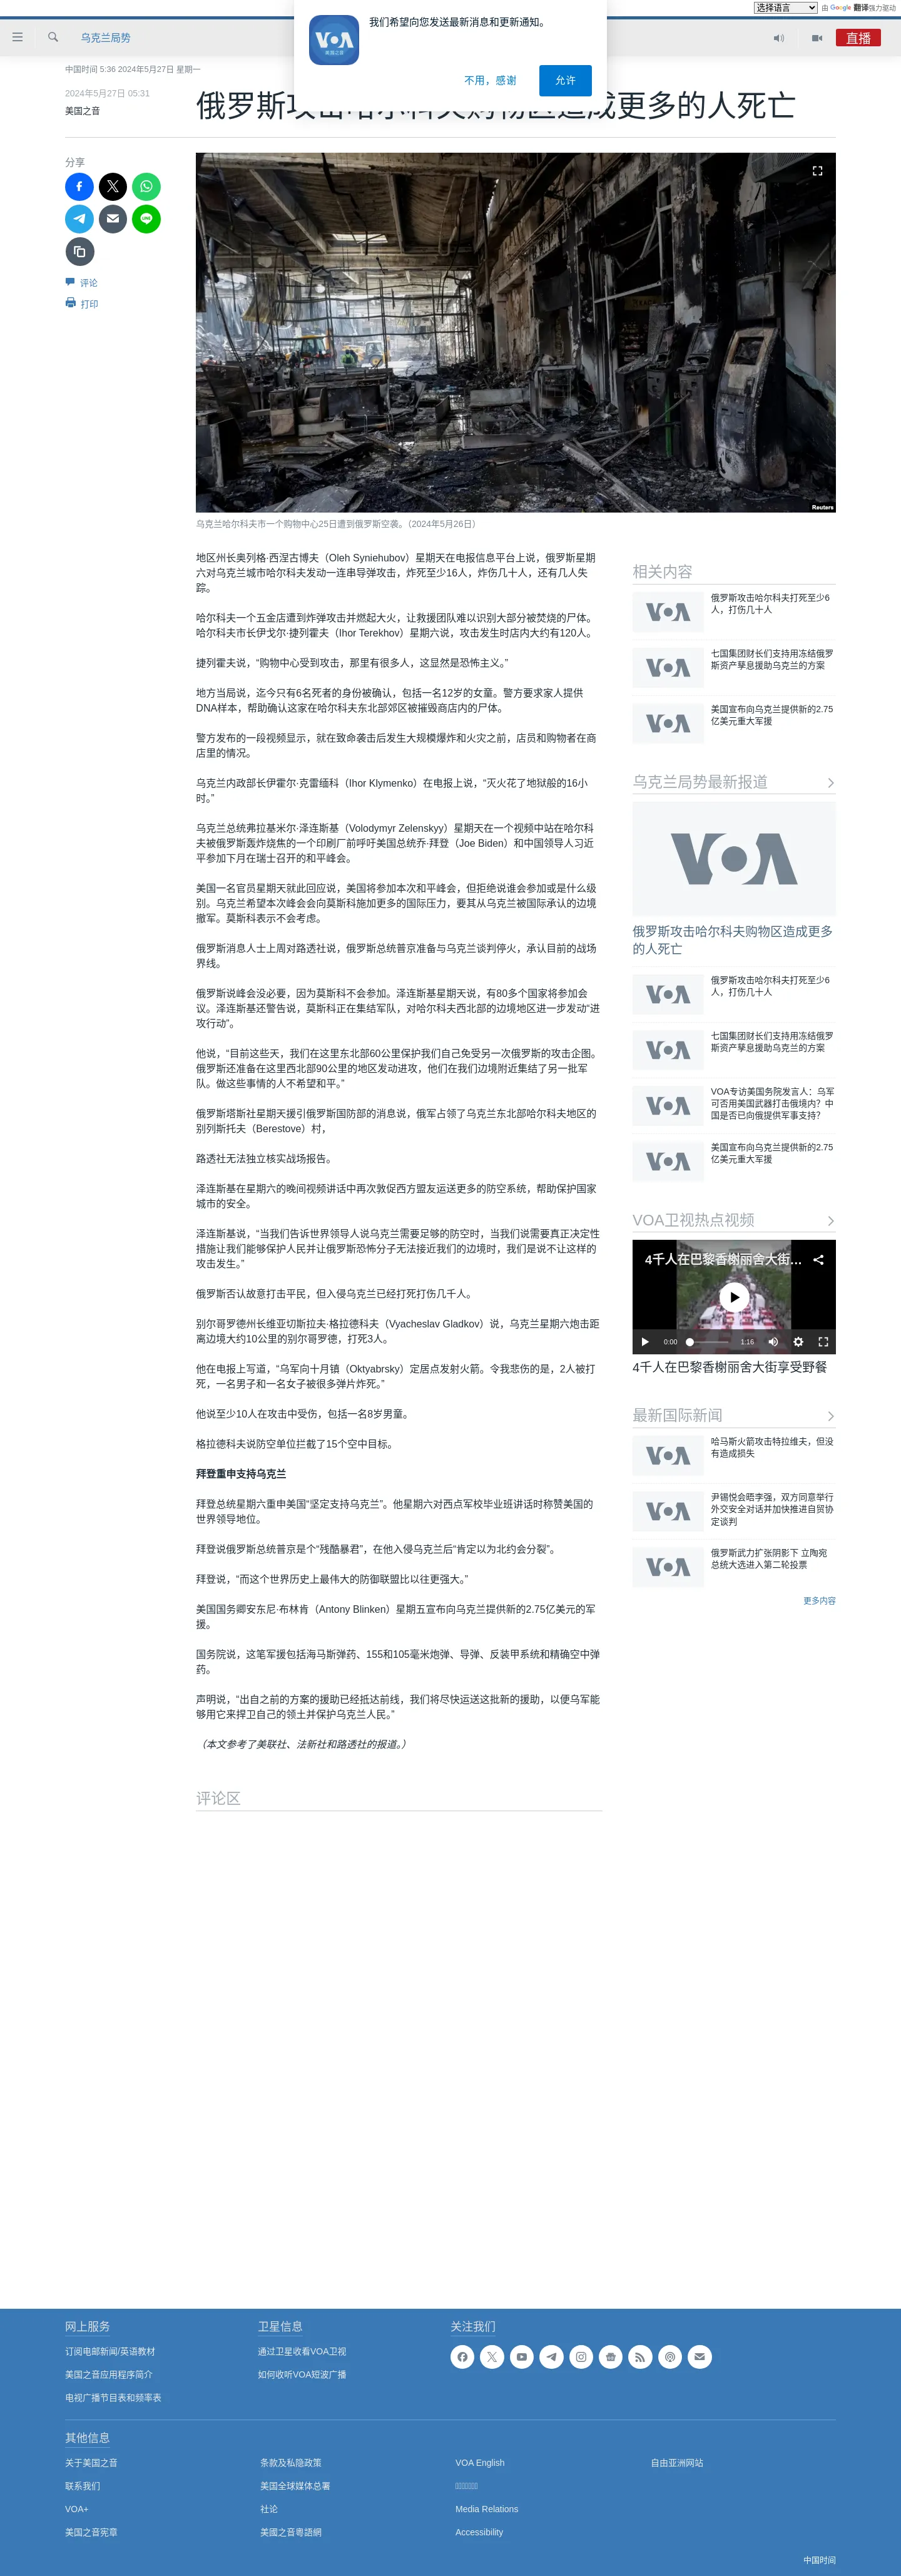 选择语言 由 Google 翻译强力驱动
我们希望向您发送最新消息和更新通知。
VOA
美国之音
不用，感谢
允许
乌克兰局势
直播
中国时间 5:36 2024年5月27日 星期一
俄罗斯攻击哈尔科夫购物区造成更多的人死亡
2024年5月27日 05:31
美国之音
分享
评论
打印
Reuters
乌克兰哈尔科夫市一个购物中心25日遭到俄罗斯空袭。（2024年5月26日）
地区州长奥列格·西涅古博夫（Oleh Syniehubov）星期天在电报信息平台上说，俄罗斯星期
六对乌克兰城市哈尔科夫发动一连串导弹攻击，炸死至少16人，炸伤几十人，还有几人失
踪。
哈尔科夫一个五金店遭到炸弹攻击并燃起大火，让救援团队难以识别大部分被焚烧的尸体。
哈尔科夫市长伊戈尔·捷列霍夫（Ihor Terekhov）星期六说，攻击发生时店内大约有120人。
捷列霍夫说，“购物中心受到攻击，那里有很多人，这显然是恐怖主义。”
地方当局说，迄今只有6名死者的身份被确认，包括一名12岁的女童。警方要求家人提供
DNA样本，帮助确认这家在哈尔科夫东北部郊区被摧毁商店内的尸体。
警方发布的一段视频显示，就在致命袭击后发生大规模爆炸和火灾之前，店员和购物者在商
店里的情况。
乌克兰内政部长伊霍尔·克雷缅科（Ihor Klymenko）在电报上说，“灭火花了地狱般的16小
时。”
乌克兰总统弗拉基米尔·泽连斯基（Volodymyr Zelenskyy）星期天在一个视频中站在哈尔科
夫被俄罗斯轰炸烧焦的一个印刷厂前呼吁美国总统乔·拜登（Joe Biden）和中国领导人习近
平参加下月在瑞士召开的和平峰会。
美国一名官员星期天就此回应说，美国将参加本次和平峰会，但拒绝说谁会参加或是什么级
别。乌克兰希望本次峰会会向莫斯科施加更多的国际压力，要其从乌克兰被国际承认的边境
撤军。莫斯科表示不会考虑。
俄罗斯消息人士上周对路透社说，俄罗斯总统普京准备与乌克兰谈判停火，承认目前的战场
界线。
俄罗斯说峰会没必要，因为莫斯科不会参加。泽连斯基星期天说，有80多个国家将参加会
议。泽连斯基还警告说，莫斯科正在集结军队，对哈尔科夫西北部的边境地区进一步发动“进
攻行动”。
他说，“目前这些天，我们在这里东北部60公里保护我们自己免受另一次俄罗斯的攻击企图。
俄罗斯还准备在这里西北部90公里的地区发动进攻，他们在我们边境附近集结了另一批军
队。做这些事情的人不希望和平。”
俄罗斯塔斯社星期天援引俄罗斯国防部的消息说，俄军占领了乌克兰东北部哈尔科夫地区的
别列斯托夫（Berestove）村，
路透社无法独立核实战场报告。
泽连斯基在星期六的晚间视频讲话中再次敦促西方盟友运送更多的防空系统，帮助保护国家
城市的安全。
泽连斯基说，“当我们告诉世界领导人说乌克兰需要足够的防空时，当我们说需要真正决定性
措施让我们能够保护人民并让俄罗斯恐怖分子无法接近我们的边境时，我们是说不让这样的
攻击发生。”
俄罗斯否认故意打击平民，但入侵乌克兰已经打死打伤几千人。
别尔哥罗德州长维亚切斯拉夫·格拉德科夫（Vyacheslav Gladkov）说，乌克兰星期六炮击距
离边境大约10公里的别尔哥罗德，打死3人。
他在电报上写道，“乌军向十月镇（Oktyabrsky）定居点发射火箭。令我悲伤的是，2人被打
死，一名男子和一名女子被很多弹片炸死。”
他说至少10人在攻击中受伤，包括一名8岁男童。
格拉德科夫说防空单位拦截了15个空中目标。
拜登重申支持乌克兰
拜登总统星期六重申美国“坚定支持乌克兰”。他星期六对西点军校毕业班讲话时称赞美国的
世界领导地位。
拜登说俄罗斯总统普京是个“残酷暴君”，在他入侵乌克兰后“肯定以为北约会分裂”。
拜登说，“而这个世界历史上最伟大的防御联盟比以往更强大。”
美国国务卿安东尼·布林肯（Antony Blinken）星期五宣布向乌克兰提供新的2.75亿美元的军
援。
国务院说，这笔军援包括海马斯弹药、155和105毫米炮弹、导弹、反装甲系统和精确空中弹
药。
声明说，“出自之前的方案的援助已经抵达前线，我们将尽快运送这批新的援助，以便乌军能
够用它来捍卫自己的领土并保护乌克兰人民。”
（本文参考了美联社、法新社和路透社的报道。）
评论区
相关内容
俄罗斯攻击哈尔科夫打死至少6
人，打伤几十人
七国集团财长们支持用冻结俄罗
斯资产孳息援助乌克兰的方案
美国宣布向乌克兰提供新的2.75
亿美元重大军援
乌克兰局势最新报道
VOA
俄罗斯攻击哈尔科夫购物区造成更多
的人死亡
俄罗斯攻击哈尔科夫打死至少6
人，打伤几十人
七国集团财长们支持用冻结俄罗
斯资产孳息援助乌克兰的方案
VOA专访美国务院发言人：乌军
可否用美国武器打击俄境内？中
国是否已向俄提供军事支持？
美国宣布向乌克兰提供新的2.75
亿美元重大军援
VOA卫视热点视频
4千人在巴黎香榭丽舍大街...
0:00 1:16
4千人在巴黎香榭丽舍大街享受野餐
最新国际新闻
哈马斯火箭攻击特拉维夫，但没
有造成损失
尹锡悦会晤李强，双方同意举行
外交安全对话并加快推进自贸协
定谈判
俄罗斯武力扩张阴影下 立陶宛
总统大选进入第二轮投票
更多内容
网上服务
订阅电邮新闻/英语教材
美国之音应用程序简介
电视广播节目表和频率表
卫星信息
通过卫星收看VOA卫视
如何收听VOA短波广播
关注我们
其他信息
关于美国之音
联系我们
VOA+
美国之音宪章
条款及私隐政策
美国全球媒体总署
社论
美國之音粵語網
VOA English
Media Relations
Accessibility
自由亚洲网站
中国时间